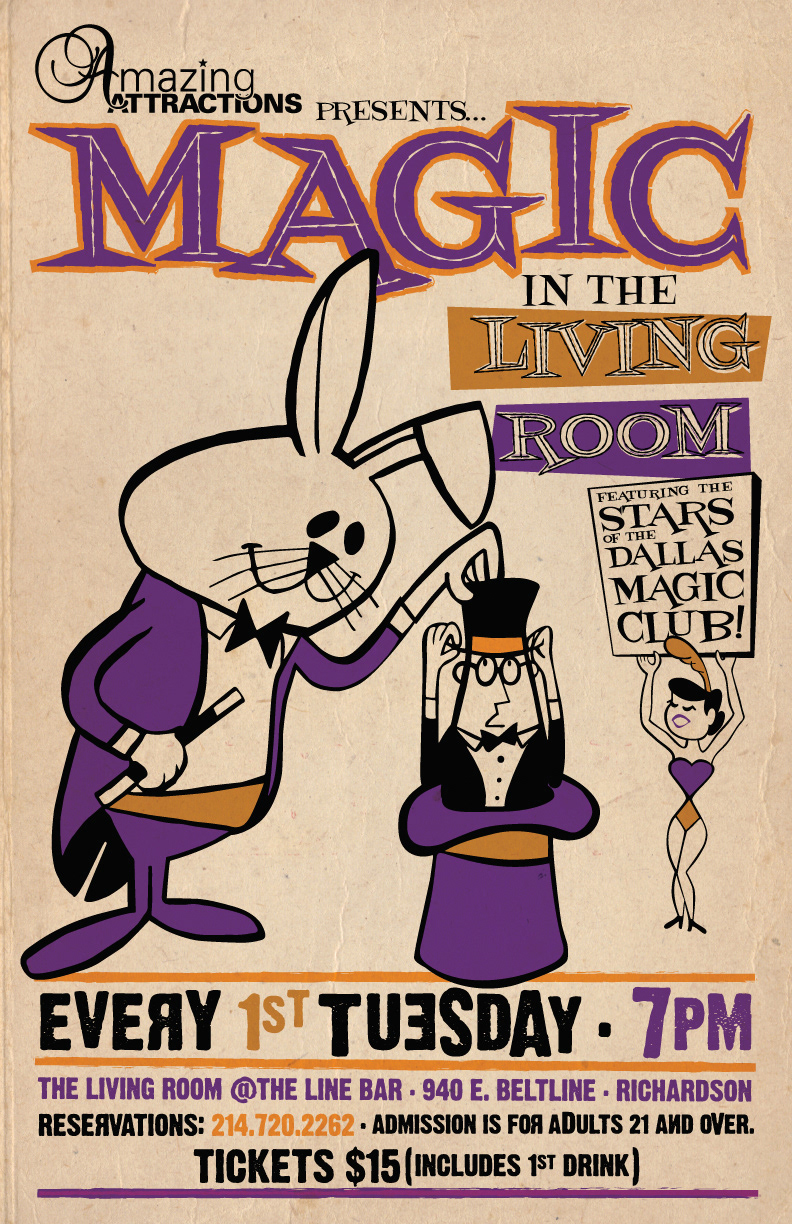 Amazing
ATTRACTIONS PRESENTS...
MAGIC
IN THE
LIVING
ROOM
FEATURING THE
STARS
OF THE
DALLAS
MAGIC
CLUB!
EVERY 1ST TUESDAY · 7PM
THE LIVING ROOM @THE LINE BAR · 940 E. BELTLINE · RICHARDSON
RESERVATIONS: 214.720.2262 · ADMISSION IS FOR ADULTS 21 AND OVER.
TICKETS $15 (INCLUDES 1ST DRINK)